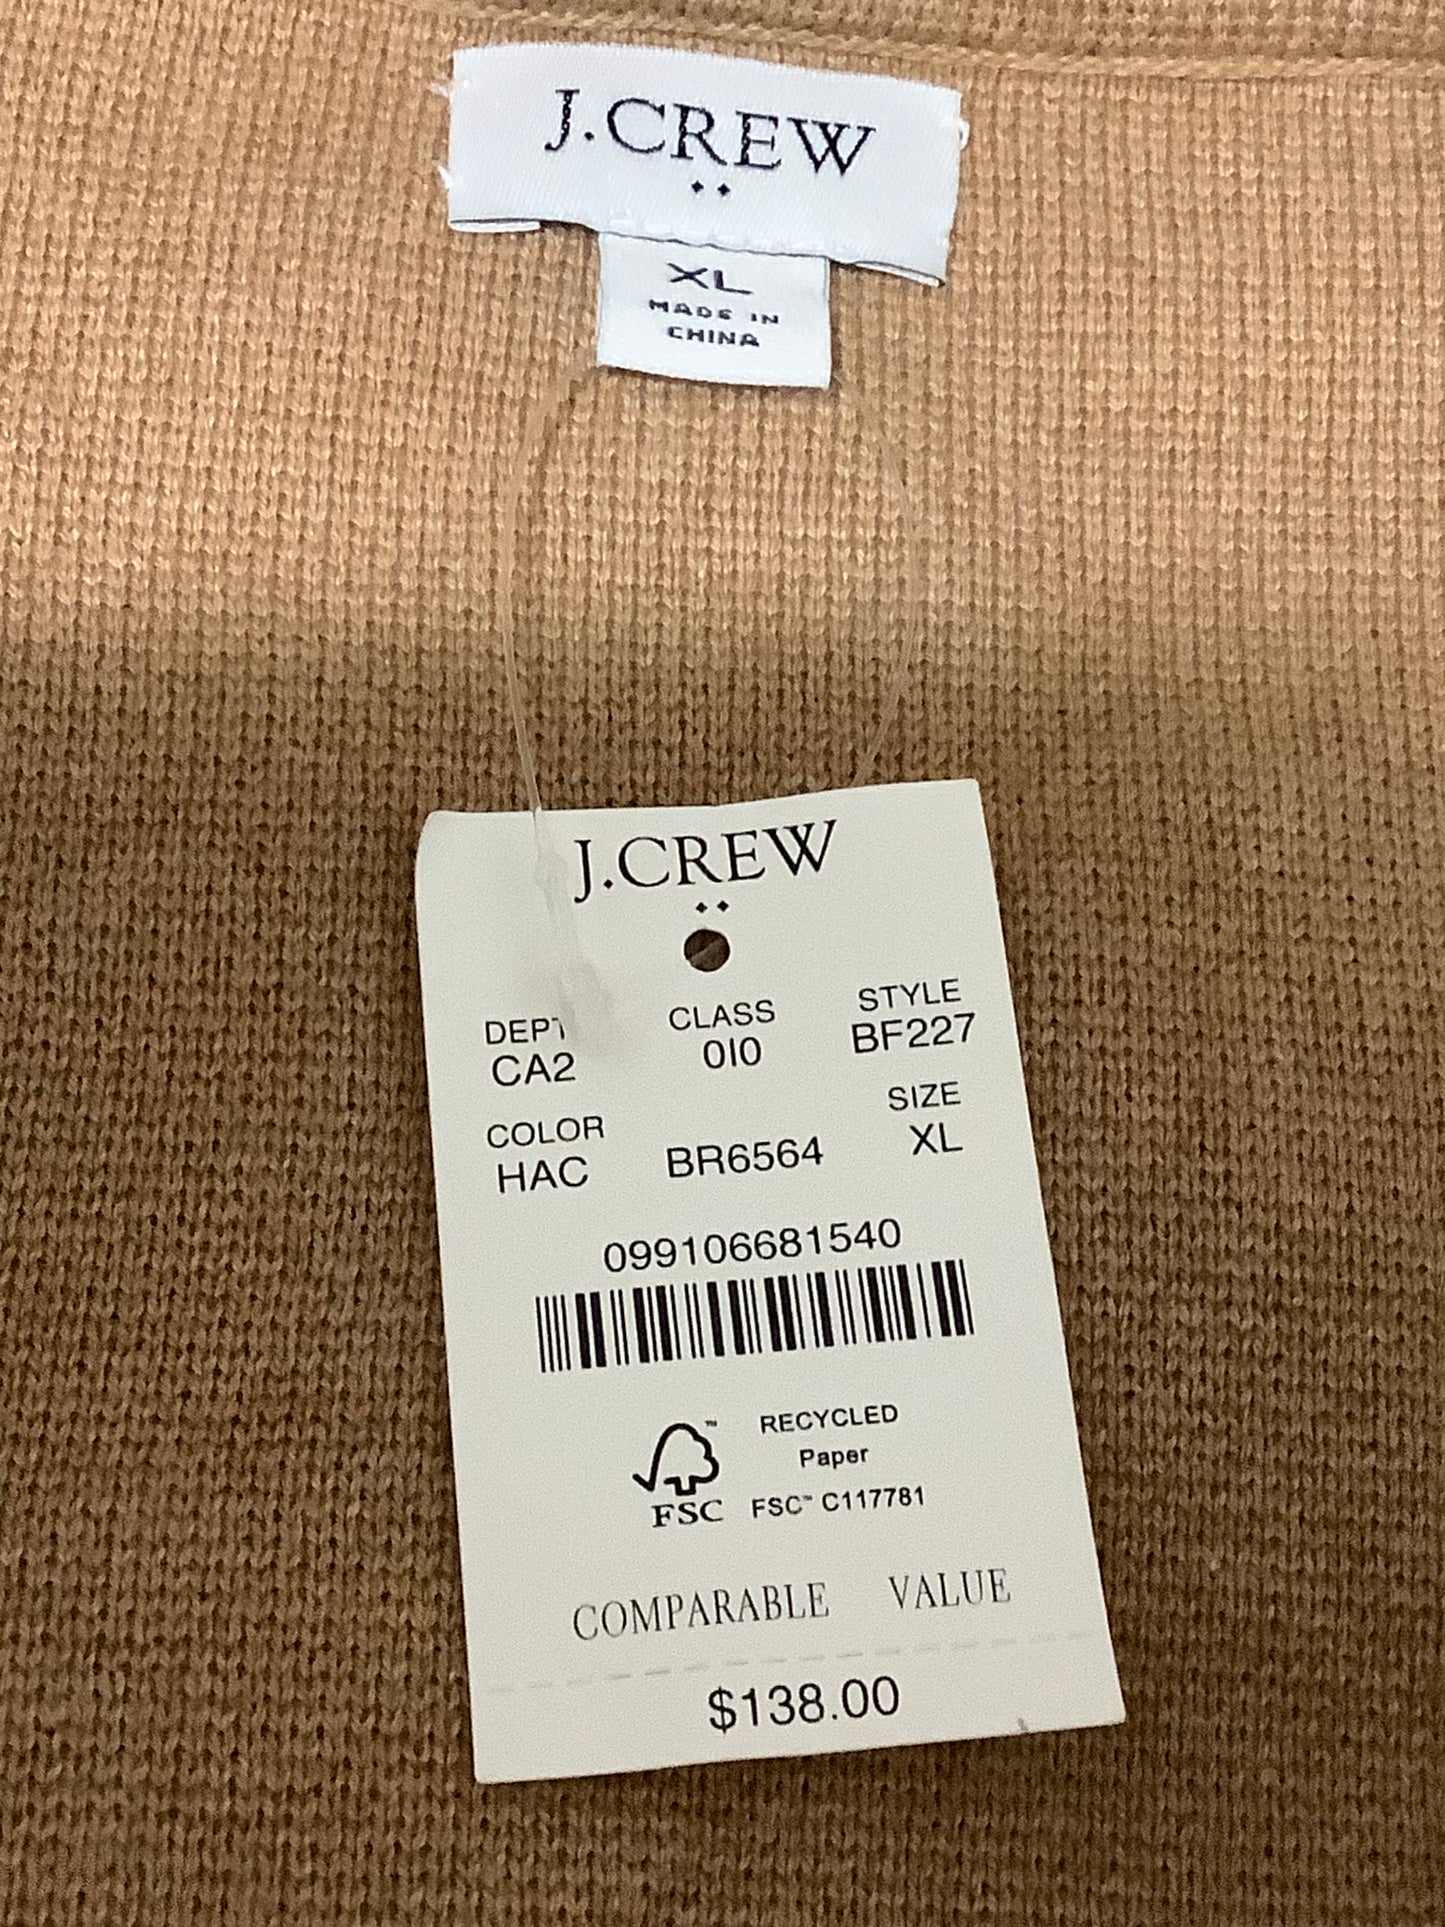 J.CREW
XL
MADE IN
CHINA
J.CREW
DEPT CLASS STYLE
CA2 010 BF227
COLOR SIZE
HAC BR6564 XL
099106681540
RECYCLED
Paper
FSC FSC™ C117781
COMPARABLE VALUE
$138.00